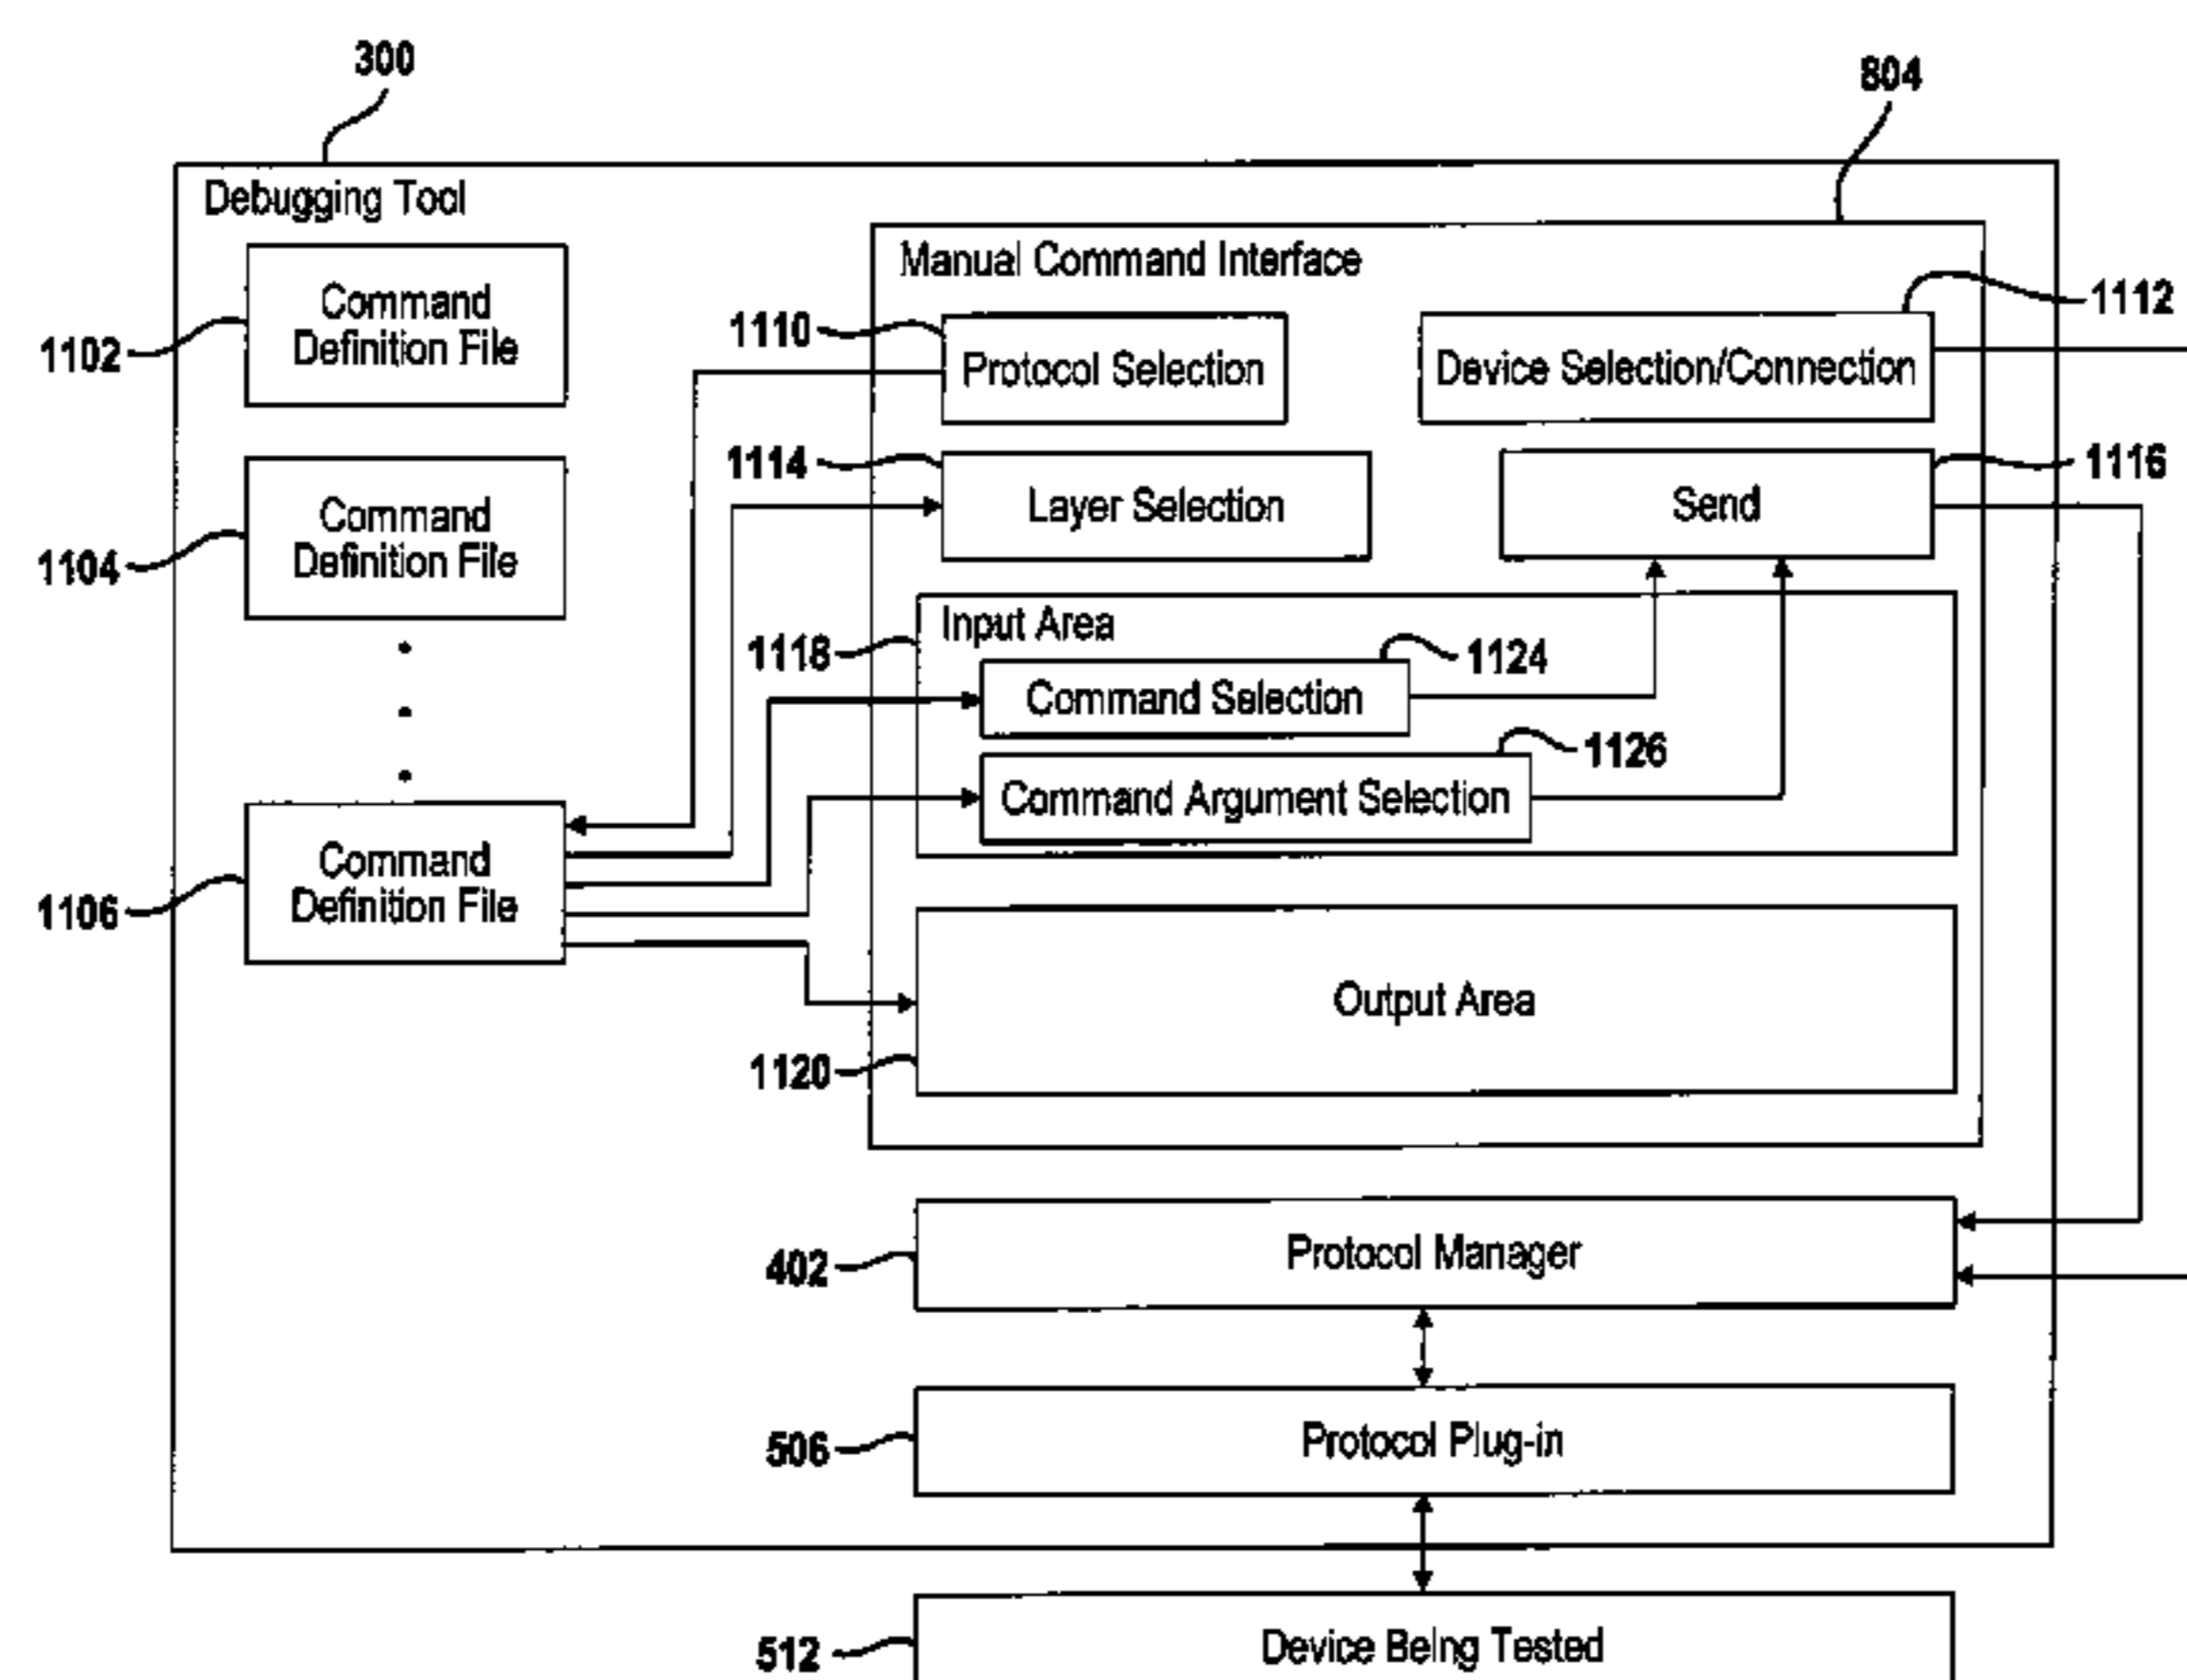 300
804
Debugging Tool
Manual Command Interface
Command
Definition File
1102
1110
Protocol Selection
Device Selection/Connection
1112
1114
Layer Selection
Send
1116
Command
Definition File
1104
Input Area
1118
1124
Command Selection
1126
Command Argument Selection
Command
Definition File
1106
Output Area
1120
Protocol Manager
402
Protocol Plug-in
506
Device Being Tested
512